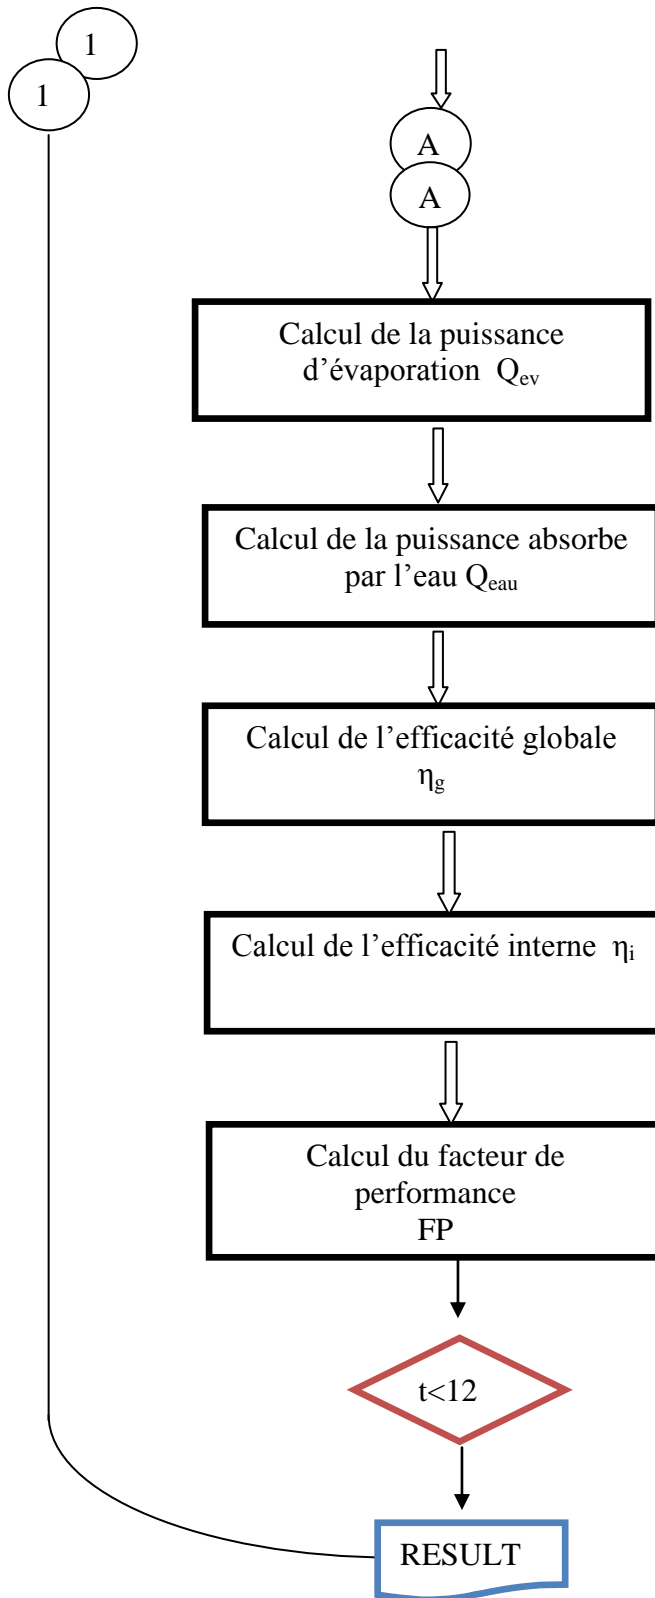 1
1
A
A
Calcul de la puissance
d’évaporation Qev
Calcul de la puissance absorbe
par l’eau Qeau
Calcul de l’efficacité globale
ηg
Calcul de l’efficacité interne ηi
Calcul du facteur de
performance
FP
t<12
RESULT